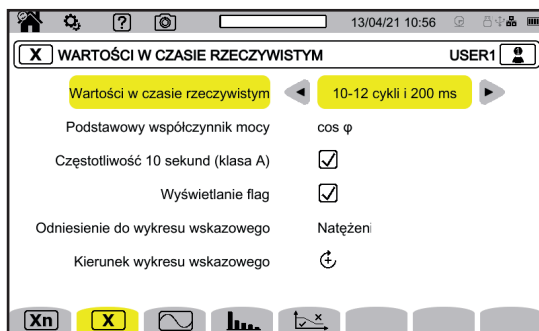 13/04/21 10:56
X WARTOŚCI W CZASIE RZECZYWISTYM USER1
Wartości w czasie rzeczywistym 10-12 cykli i 200 ms
Podstawowy współczynnik mocy cos φ
Częstotliwość 10 sekund (klasa A)
Wyświetlanie flag
Odniesienie do wykresu wskazowego Natężeni
Kierunek wykresu wskazowego
Xn X